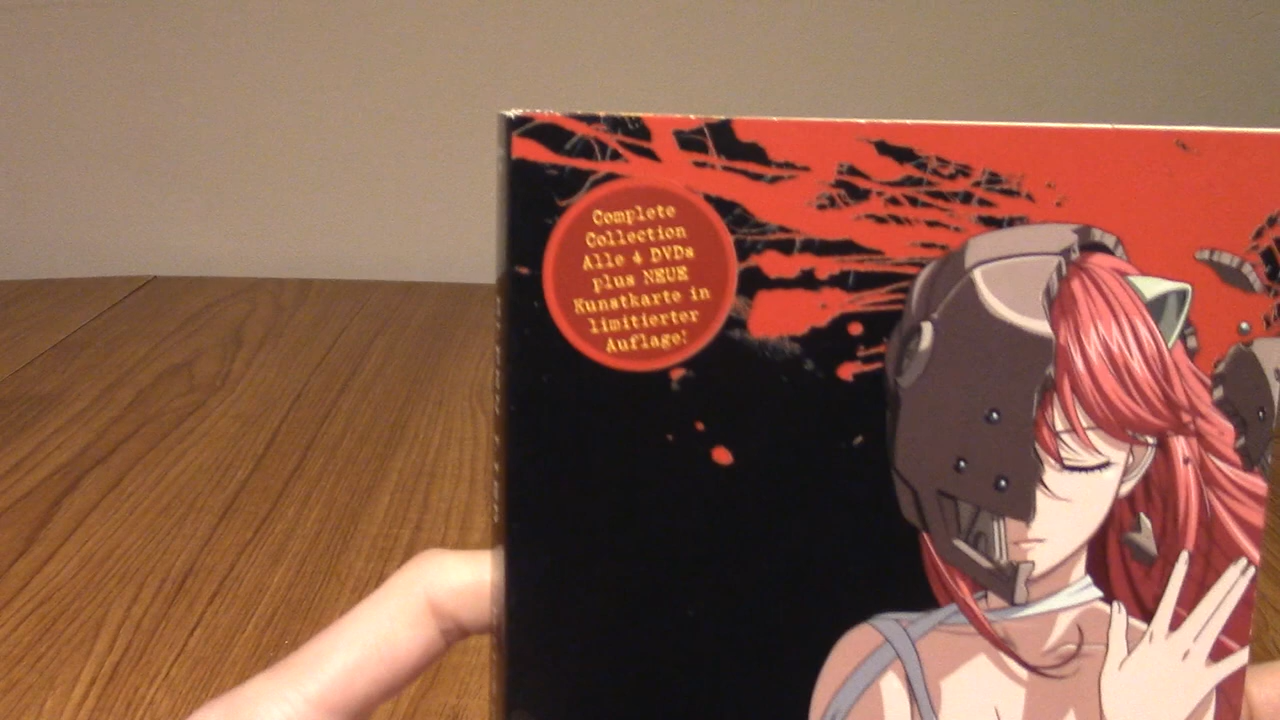 Complete
Collection
Alle 4 DVDs
plus NEUE
Kunstkarte in
limitierter
Auflage!